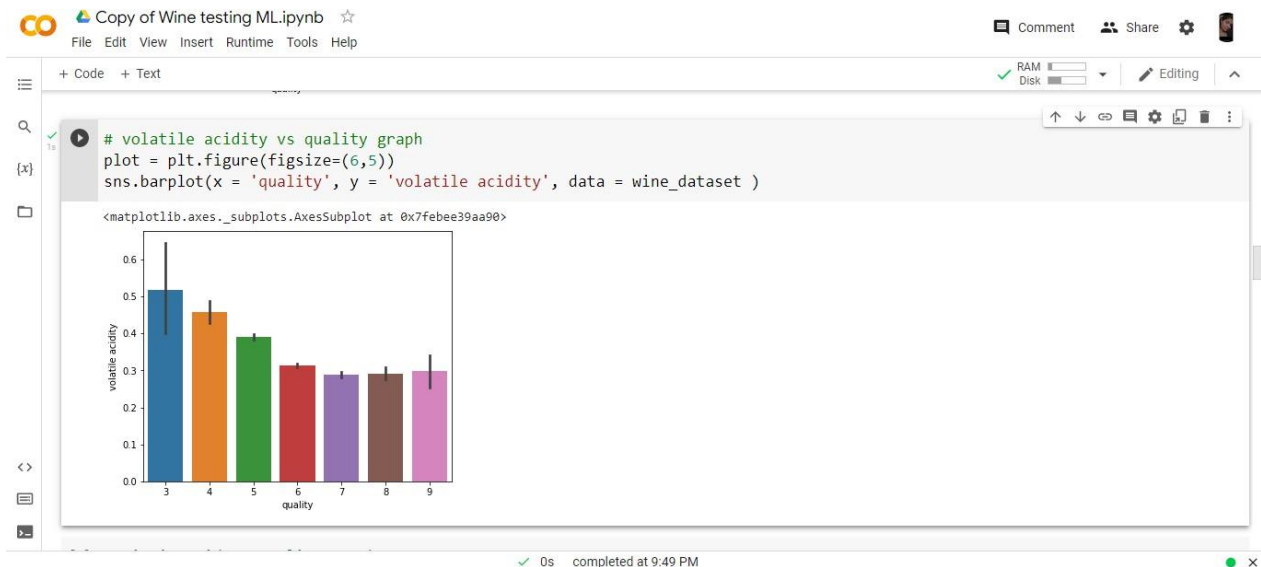 Copy of Wine testing ML.ipynb
Comment Share
File Edit View Insert Runtime Tools Help
+ Code + Text
RAM
Disk
Editing
quality
1s
# volatile acidity vs quality graph
plot = plt.figure(figsize=(6,5))
sns.barplot(x = 'quality', y = 'volatile acidity', data = wine_dataset )
{x}
<matplotlib.axes._subplots.AxesSubplot at 0x7febee39aa90>
0.6
0.5
0.4
0.3
0.2
0.1
0.0
volatile acidity
3 4 5 6 7 8 9
quality
0s completed at 9:49 PM